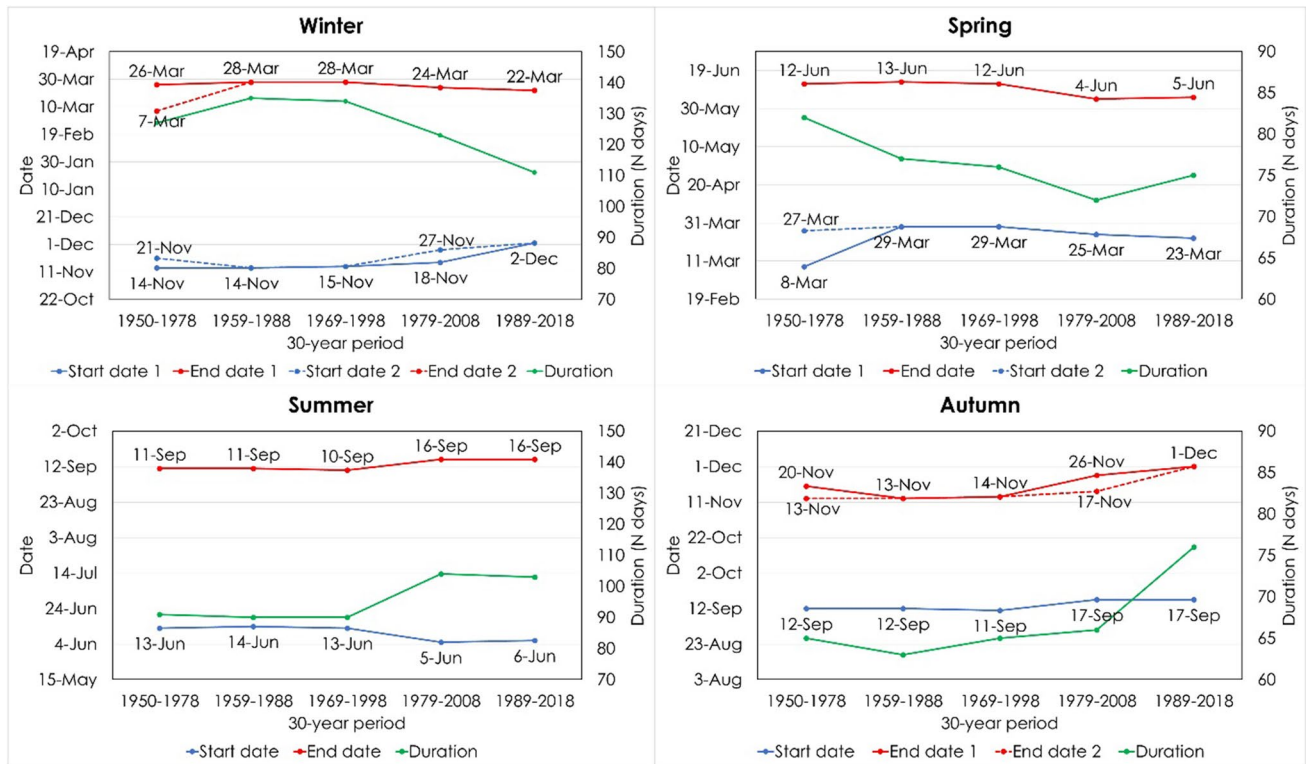 Winter
19-Apr
30-Mar
10-Mar
19-Feb
30-Jan
10-Jan
21-Dec
1-Dec
11-Nov
22-Oct
Date
26-Mar 28-Mar 28-Mar 24-Mar 22-Mar
7-Mar
21-Nov 27-Nov
14-Nov 14-Nov 15-Nov 18-Nov 2-Dec
150
140
130
120
110
100
90
80
70
Duration (N days)
1950-1978 1959-1988 1969-1998 1979-2008 1989-2018
30-year period
Start date 1 End date 1 Start date 2 End date 2 Duration
Spring
19-Jun
30-May
10-May
20-Apr
31-Mar
11-Mar
19-Feb
Date
12-Jun 13-Jun 12-Jun 4-Jun 5-Jun
27-Mar
8-Mar 29-Mar 29-Mar 25-Mar 23-Mar
90
85
80
75
70
65
60
Duration (N days)
1950-1978 1959-1988 1969-1998 1979-2008 1989-2018
30-year period
Start date 1 End date Start date 2 Duration
Summer
2-Oct
12-Sep
23-Aug
3-Aug
14-Jul
24-Jun
4-Jun
15-May
Date
11-Sep 11-Sep 10-Sep 16-Sep 16-Sep
13-Jun 14-Jun 13-Jun 5-Jun 6-Jun
150
140
130
120
110
100
90
80
70
Duration (N days)
1950-1978 1959-1988 1969-1998 1979-2008 1989-2018
30-year period
Start date End date Duration
Autumn
21-Dec
1-Dec
11-Nov
22-Oct
2-Oct
12-Sep
23-Aug
3-Aug
Date
20-Nov 13-Nov 14-Nov 26-Nov 1-Dec
13-Nov 17-Nov
12-Sep 12-Sep 11-Sep 17-Sep 17-Sep
90
85
80
75
70
65
60
Duration (N days)
1950-1978 1959-1988 1969-1998 1979-2008 1989-2018
30-year period
Start date End date 1 End date 2 Duration